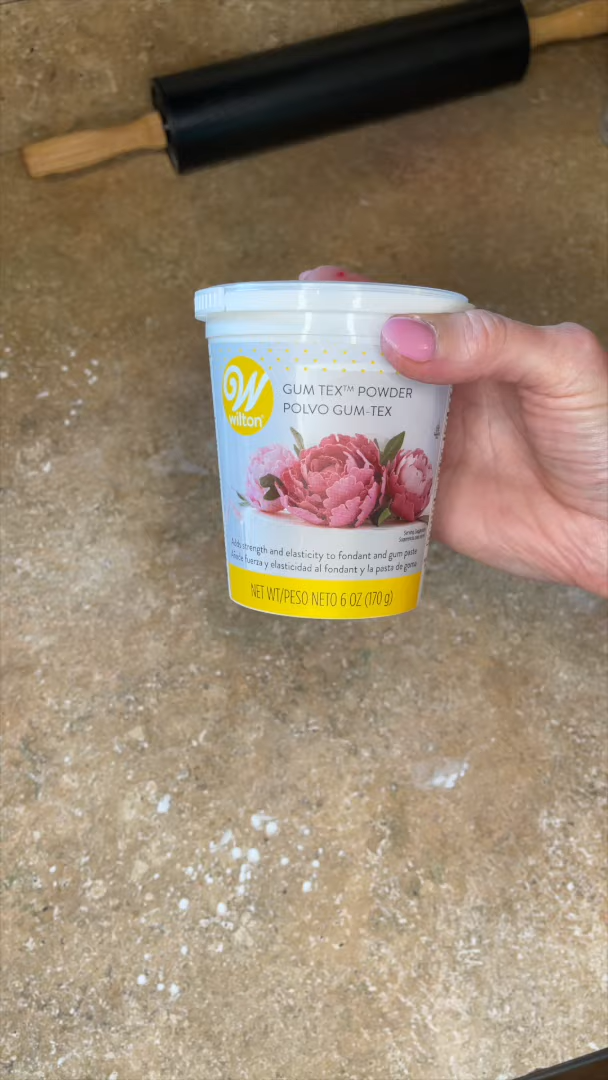 W
wilton®
GUM TEX™ POWDER
POLVO GUM-TEX
Adds strength and elasticity to fondant and gum paste
Añade fuerza y elasticidad al fondant y la pasta de goma
NET WT/PESO NETO 6 OZ (170 g)